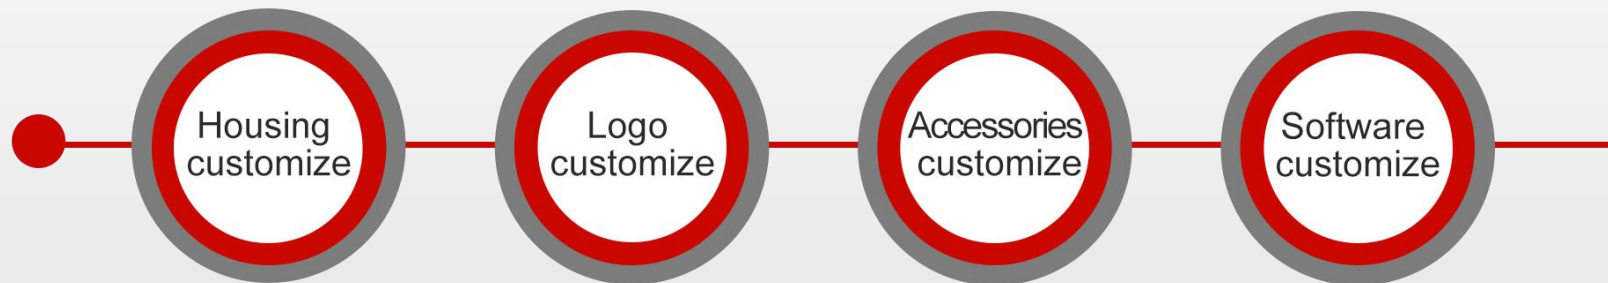 Housing
customize
Logo
customize
Accessories
customize
Software
customize